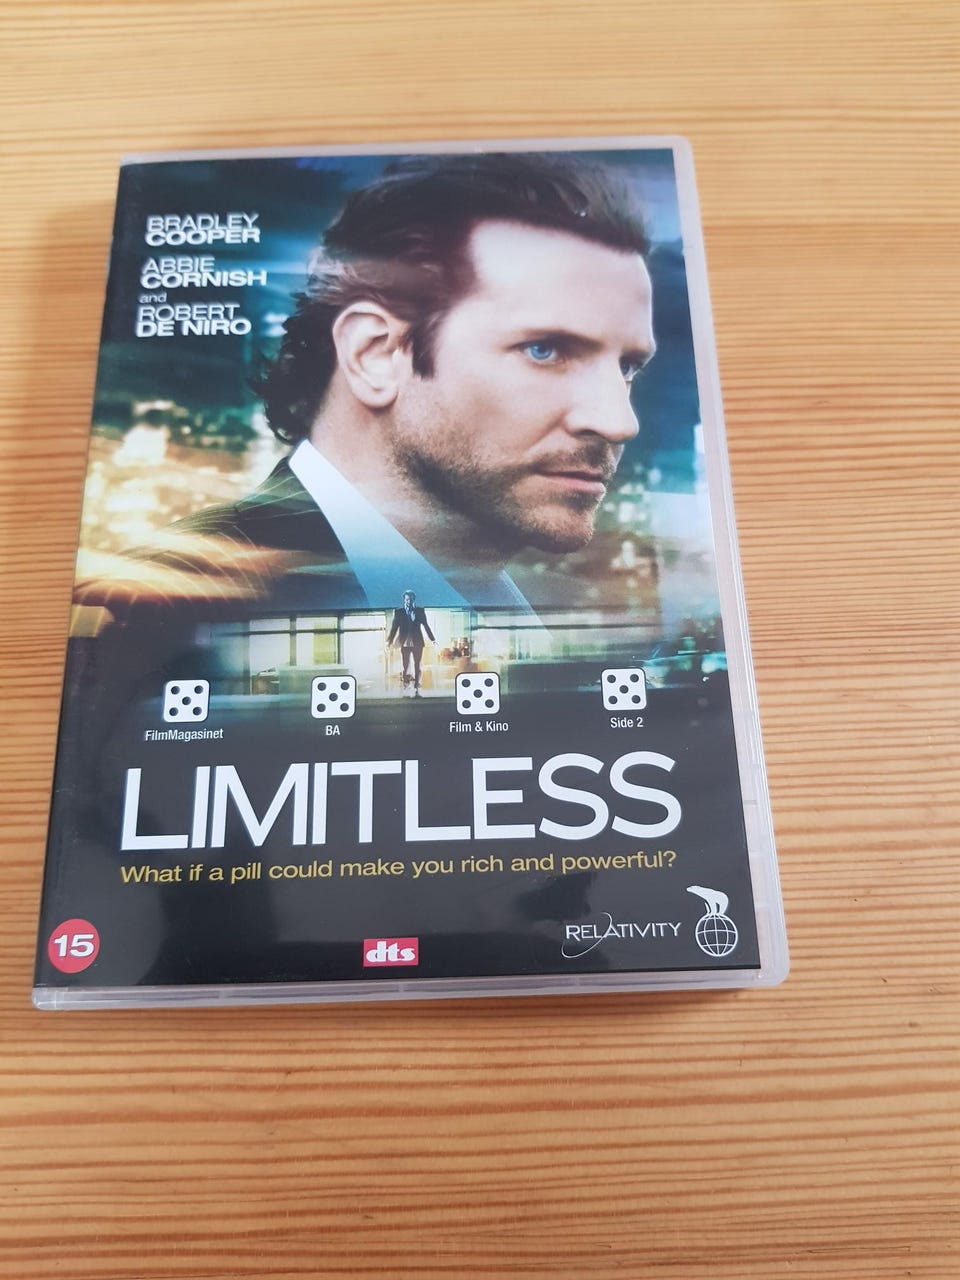 BRADLEY
COOPER
ABBIE
CORNISH
and
ROBERT
DE NIRO
FilmMagasinet
BA
Film & Kino
Side 2
LIMITLESS
What if a pill could make you rich and powerful?
15
dts
RELATIVITY